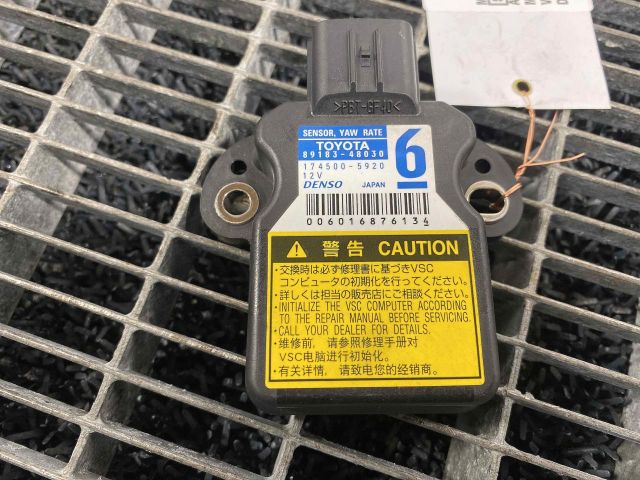 >PBT-GF40<
SENSOR, YAW RATE
TOYOTA
89183-48030
174500-5920
12V
DENSO JAPAN
6
006016876134
警告 CAUTION
・交換時は必ず修理書に基づきVSC
コンピュータの初期化を行ってください。
・詳しくは担当の販売店にご相談ください。
・INITIALIZE THE VSC COMPUTER ACCORDING
TO THE REPAIR MANUAL BEFORE SERVICING.
・CALL YOUR DEALER FOR DETAILS.
・维修前，请参照修理手册对
VSC电脑进行初始化。
・有关详情，请致电您的经销商。